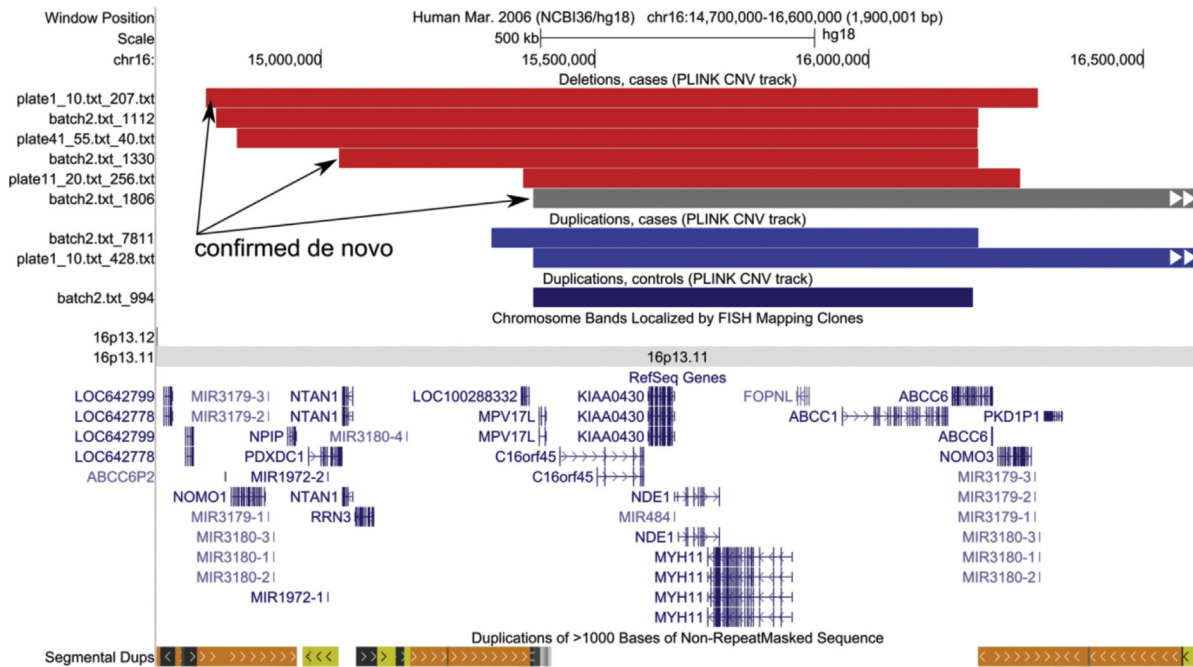 Window Position Human Mar. 2006 (NCBI36/hg18) chr16:14,700,000-16,600,000 (1,900,001 bp)
Scale 500 kb hg18
chr16: 15,000,000 15,500,000 16,000,000 16,500,000
Deletions, cases (PLINK CNV track)
plate1_10.txt_207.txt
batch2.txt_1112
plate41_55.txt_40.txt
batch2.txt_1330
plate11_20.txt_256.txt
batch2.txt_1806
Duplications, cases (PLINK CNV track)
batch2.txt_7811
confirmed de novo
plate1_10.txt_428.txt
Duplications, controls (PLINK CNV track)
batch2.txt_994
Chromosome Bands Localized by FISH Mapping Clones
16p13.12
16p13.11 16p13.11
RefSeq Genes
LOC642799 MIR3179-3 NTAN1 LOC100288332 KIAA0430 FOPNL ABCC6
LOC642778 MIR3179-2 NTAN1 MPV17L KIAA0430 ABCC1 PKD1P1
LOC642799 NPIP MIR3180-4 MPV17L KIAA0430 ABCC6
LOC642778 PDXDC1 C16orf45 NOMO3
ABCC6P2 MIR1972-2 C16orf45 MIR3179-3
NOMO1 NTAN1 NDE1 MIR3179-2
MIR3179-1 RRN3 MIR484 MIR3179-1
MIR3180-3 NDE1 MIR3180-3
MIR3180-1 MYH11 MIR3180-1
MIR3180-2 MYH11 MIR3180-2
MIR1972-1 MYH11
MYH11
Duplications of >1000 Bases of Non-RepeatMasked Sequence
Segmental Dups